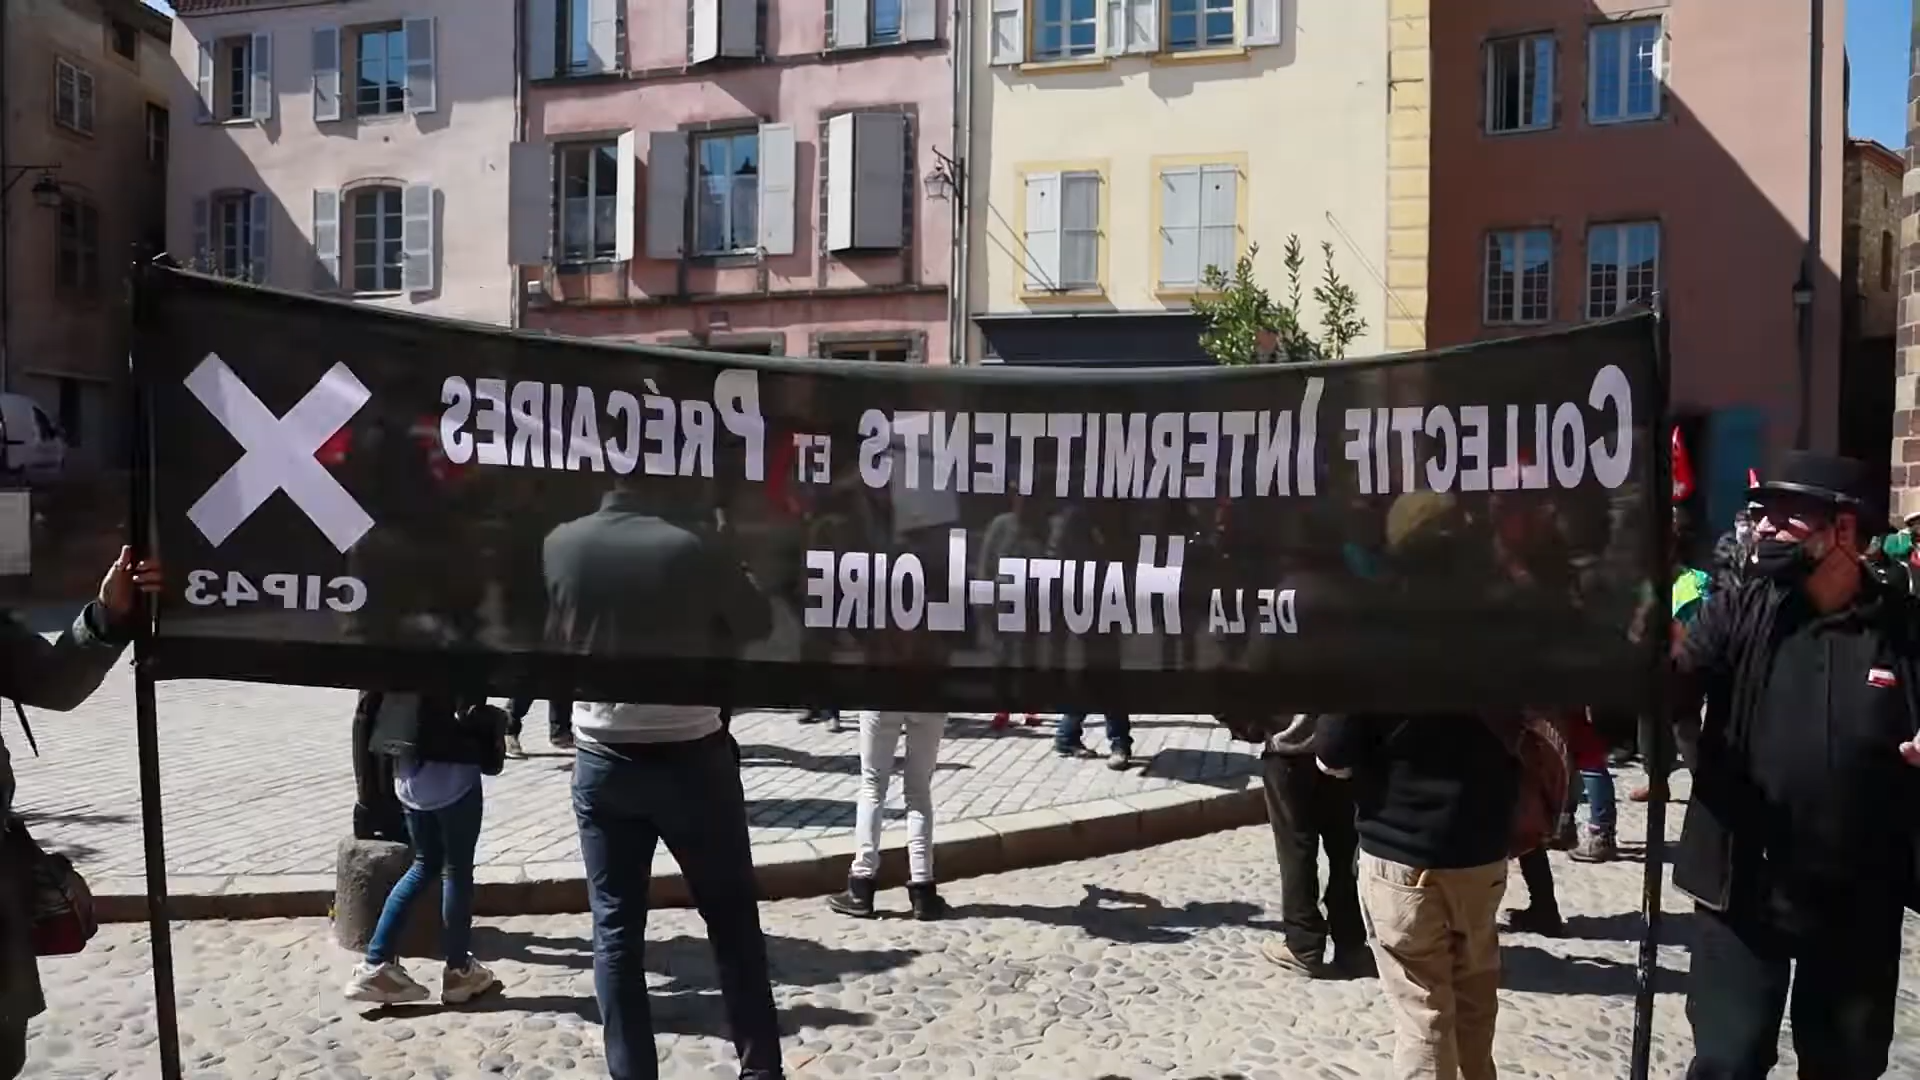 COLLECTIF INTERMITTENTS ET PRÉCAIRES
DE LA HAUTE-LOIRE
CIP43